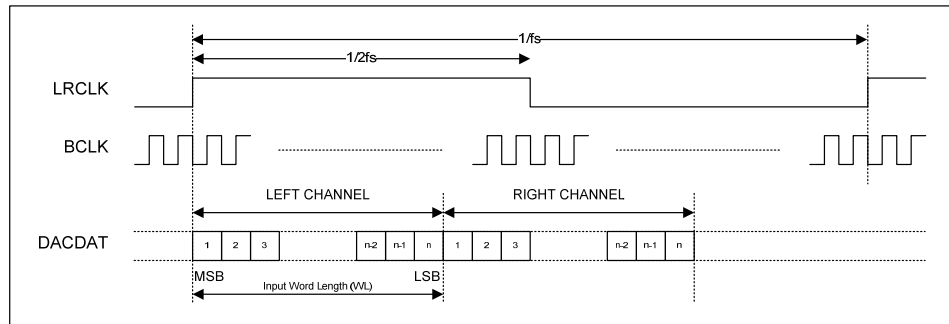 1/fs
1/2fs
LRCLK
BCLK
LEFT CHANNEL RIGHT CHANNEL
DACDAT 1 2 3 n-2 n-1 n 1 2 3 n-2 n-1 n
MSB LSB
Input Word Length (WL)